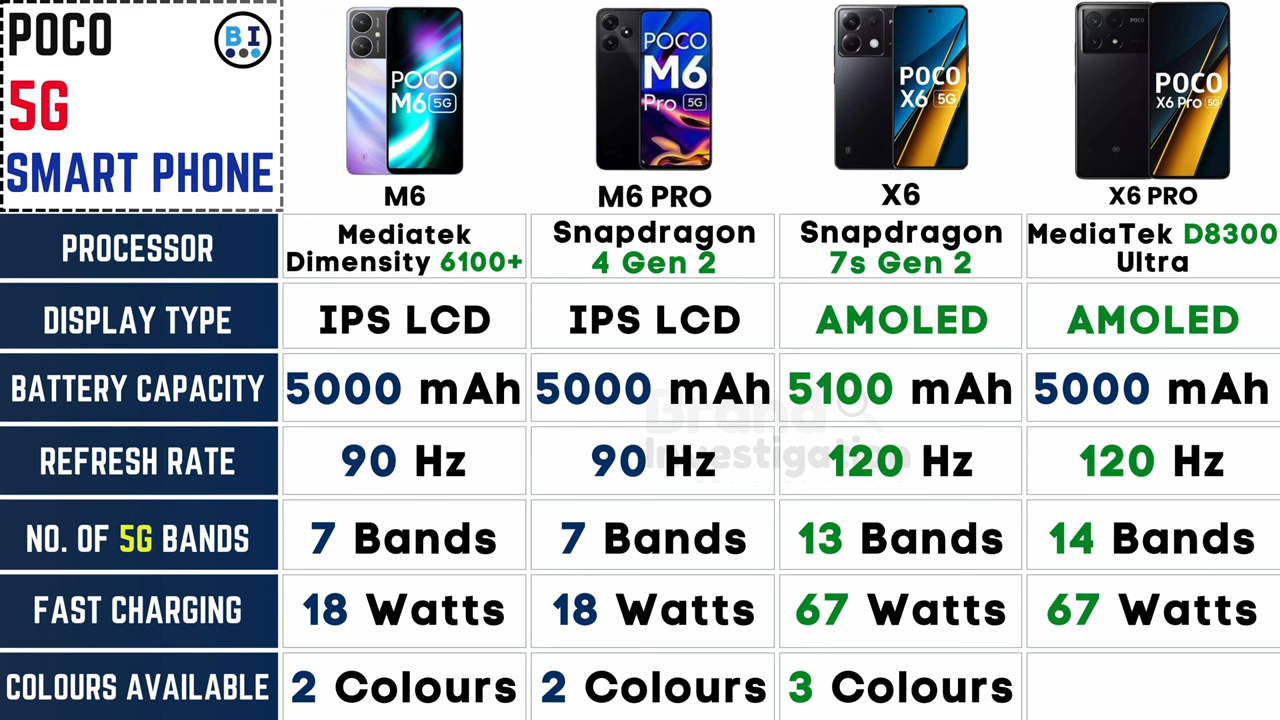 POCO
5G
SMART PHONE
BI
POCO
M6 5G
POCO
M6
Pro 5G
POCO
X6 5G
POCO
POCO
X6 Pro 5G
M6
M6 PRO
X6
X6 PRO
PROCESSOR
Mediatek
Dimensity 6100+
Snapdragon
4 Gen 2
Snapdragon
7s Gen 2
MediaTek D8300
Ultra
DISPLAY TYPE
IPS LCD
IPS LCD
AMOLED
AMOLED
BATTERY CAPACITY
5000 mAh
5000 mAh
5100 mAh
5000 mAh
Brand
Investigation
REFRESH RATE
90 Hz
90 Hz
120 Hz
120 Hz
NO. OF 5G BANDS
7 Bands
7 Bands
13 Bands
14 Bands
FAST CHARGING
18 Watts
18 Watts
67 Watts
67 Watts
COLOURS AVAILABLE
2 Colours
2 Colours
3 Colours